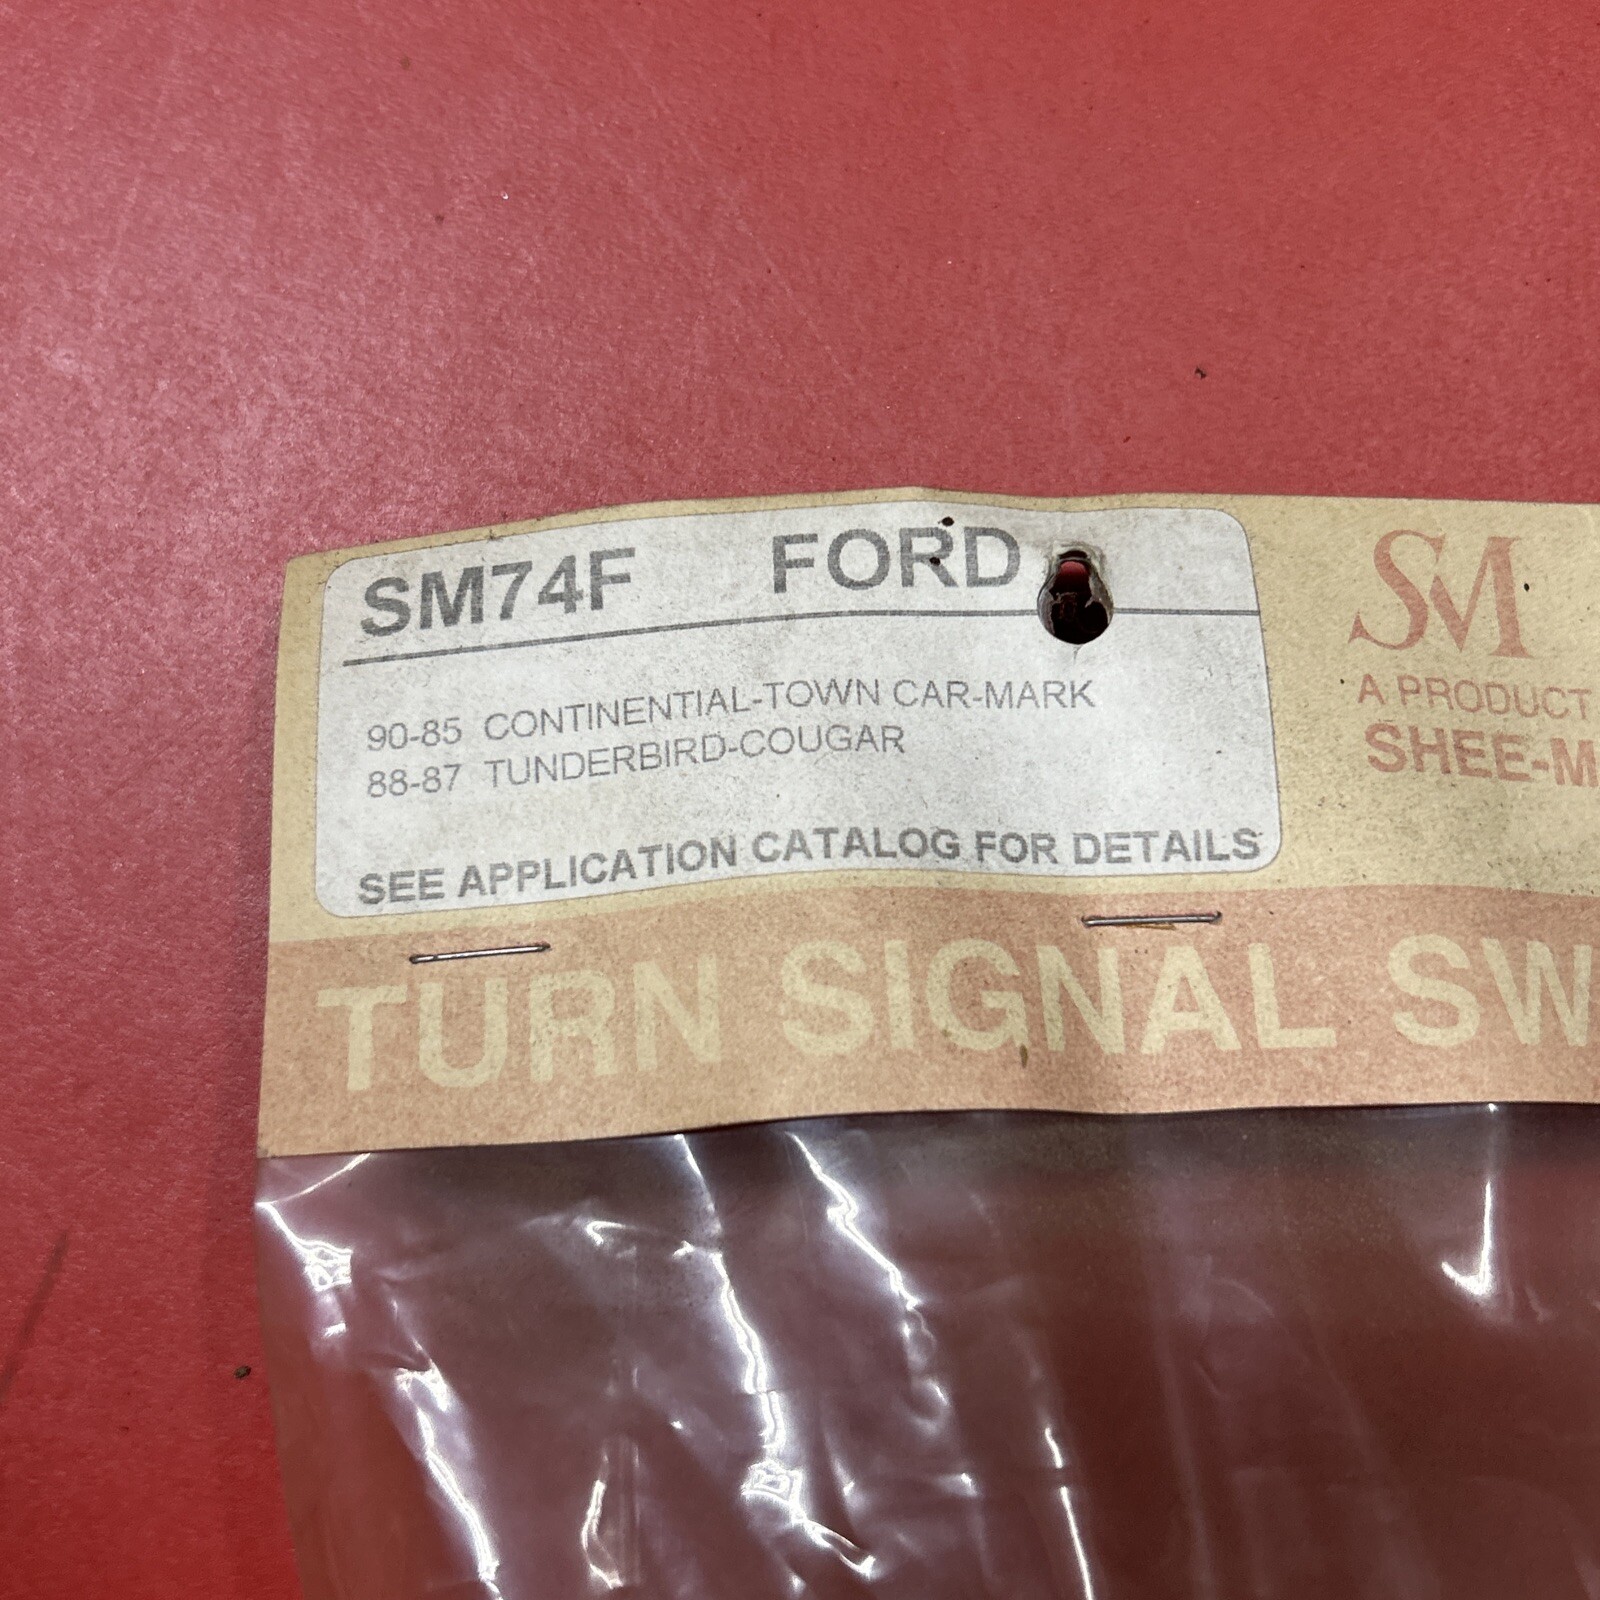 SM74F FORD
90-85 CONTINENTIAL-TOWN CAR-MARK
88-87 TUNDERBIRD-COUGAR
SEE APPLICATION CATALOG FOR DETAILS
SM
A PRODUCT
SHEE-M
TURN SIGNAL SW